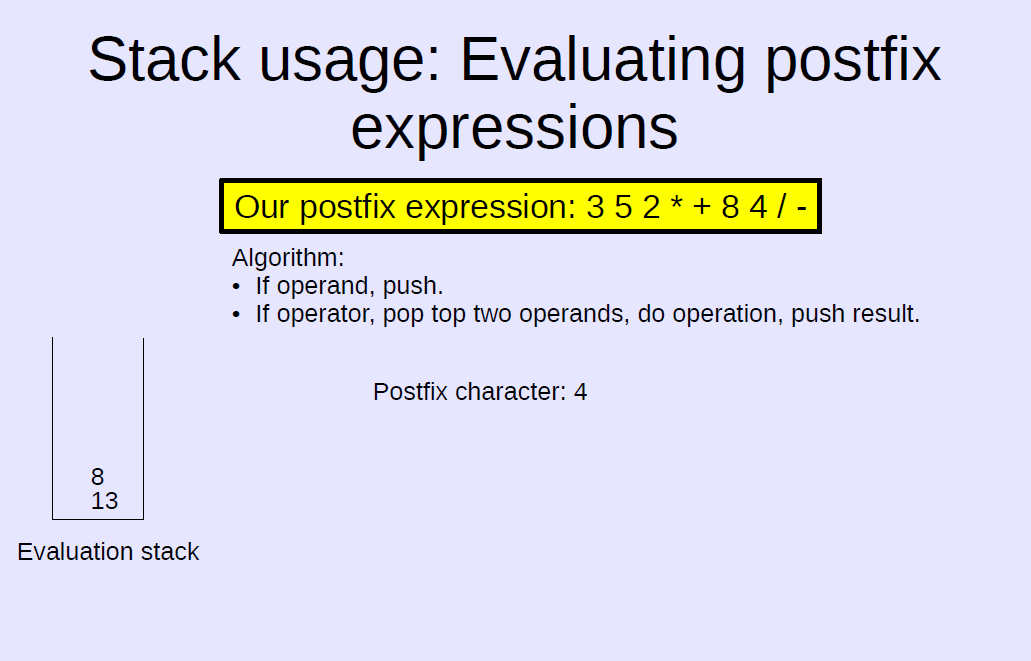 Stack usage: Evaluating postfix
expressions
Our postfix expression: 3 5 2 * + 8 4 / -
Algorithm:
• If operand, push.
• If operator, pop top two operands, do operation, push result.
Postfix character: 4
8
13
Evaluation stack